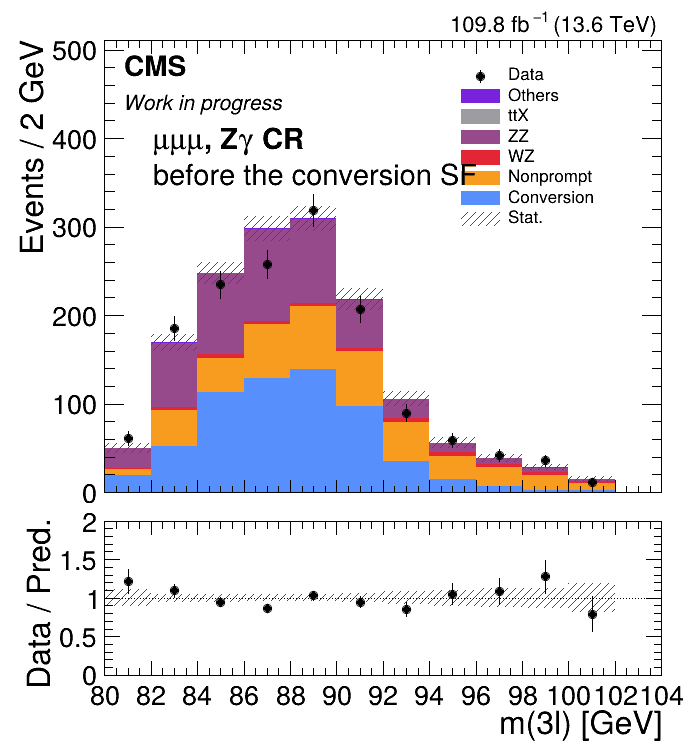 109.8 fb⁻¹ (13.6 TeV)
CMS
Work in progress
μμμ, Zγ CR
before the conversion SF
Data
Others
ttX
ZZ
WZ
Nonprompt
Conversion
Stat.
Events / 2 GeV
500
400
300
200
100
0
Data / Pred.
2
1.5
1
0.5
0
80 82 84 86 88 90 92 94 96 98 100 102 104
m(3l) [GeV]